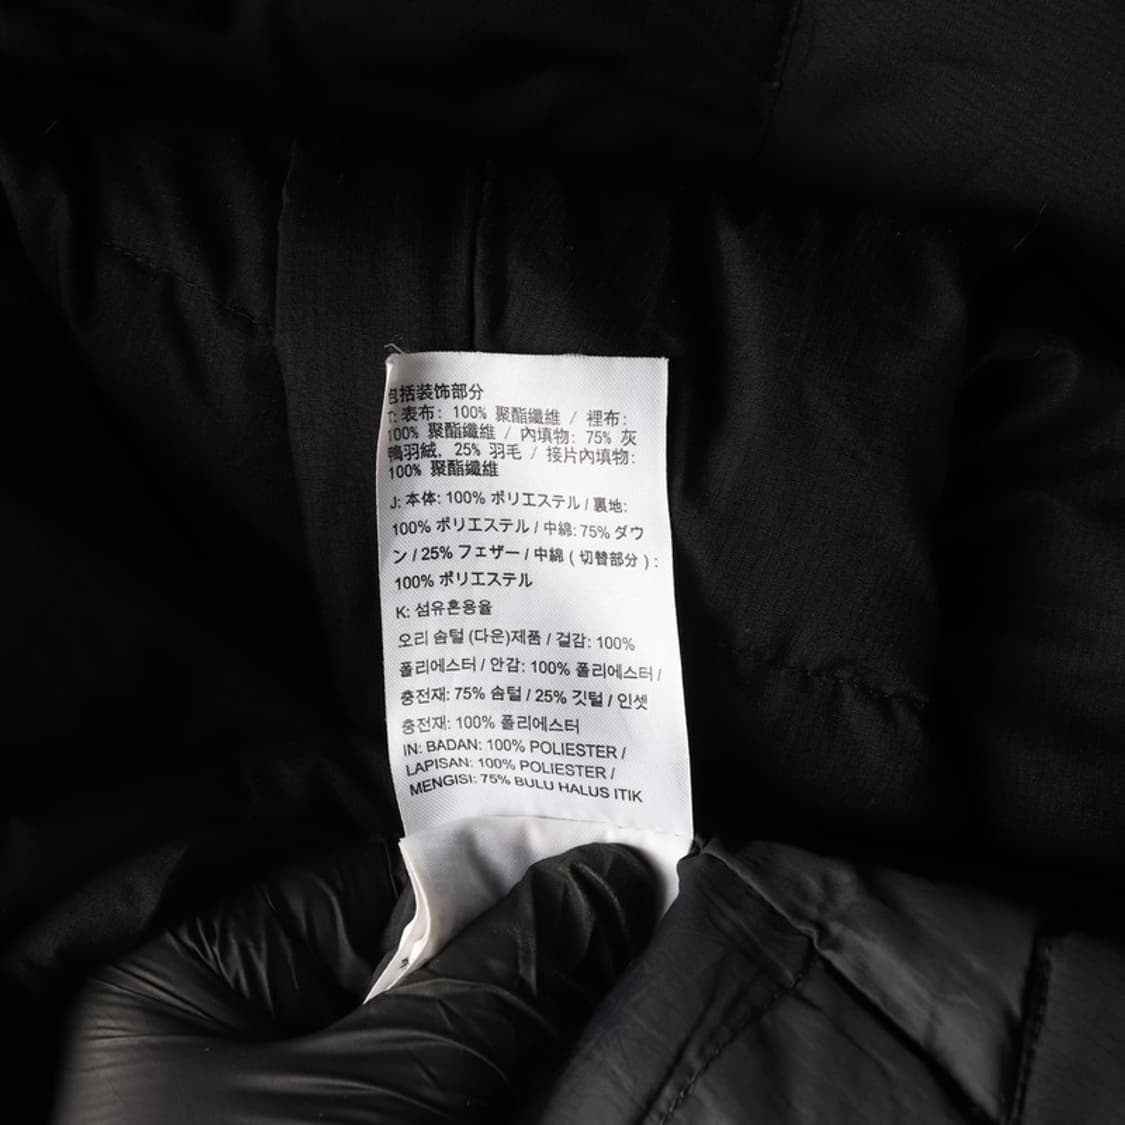 包括装饰部分
T: 表布: 100% 聚酯纖維 / 裡布:
100% 聚酯纖維 / 內填物: 75% 灰
鴨羽絨, 25% 羽毛 / 接片內填物:
100% 聚酯纖維
J: 本体: 100% ポリエステル / 裏地:
100% ポリエステル / 中綿: 75% ダウ
ン / 25% フェザー / 中綿 ( 切替部分 ) :
100% ポリエステル
K: 섬유혼용율
오리 솜털 (다운)제품 / 겉감: 100%
폴리에스터 / 안감: 100% 폴리에스터 /
충전재: 75% 솜털 / 25% 깃털 / 인셋
충전재: 100% 폴리에스터
IN: BADAN: 100% POLIESTER /
LAPISAN: 100% POLIESTER /
MENGISI: 75% BULU HALUS ITIK